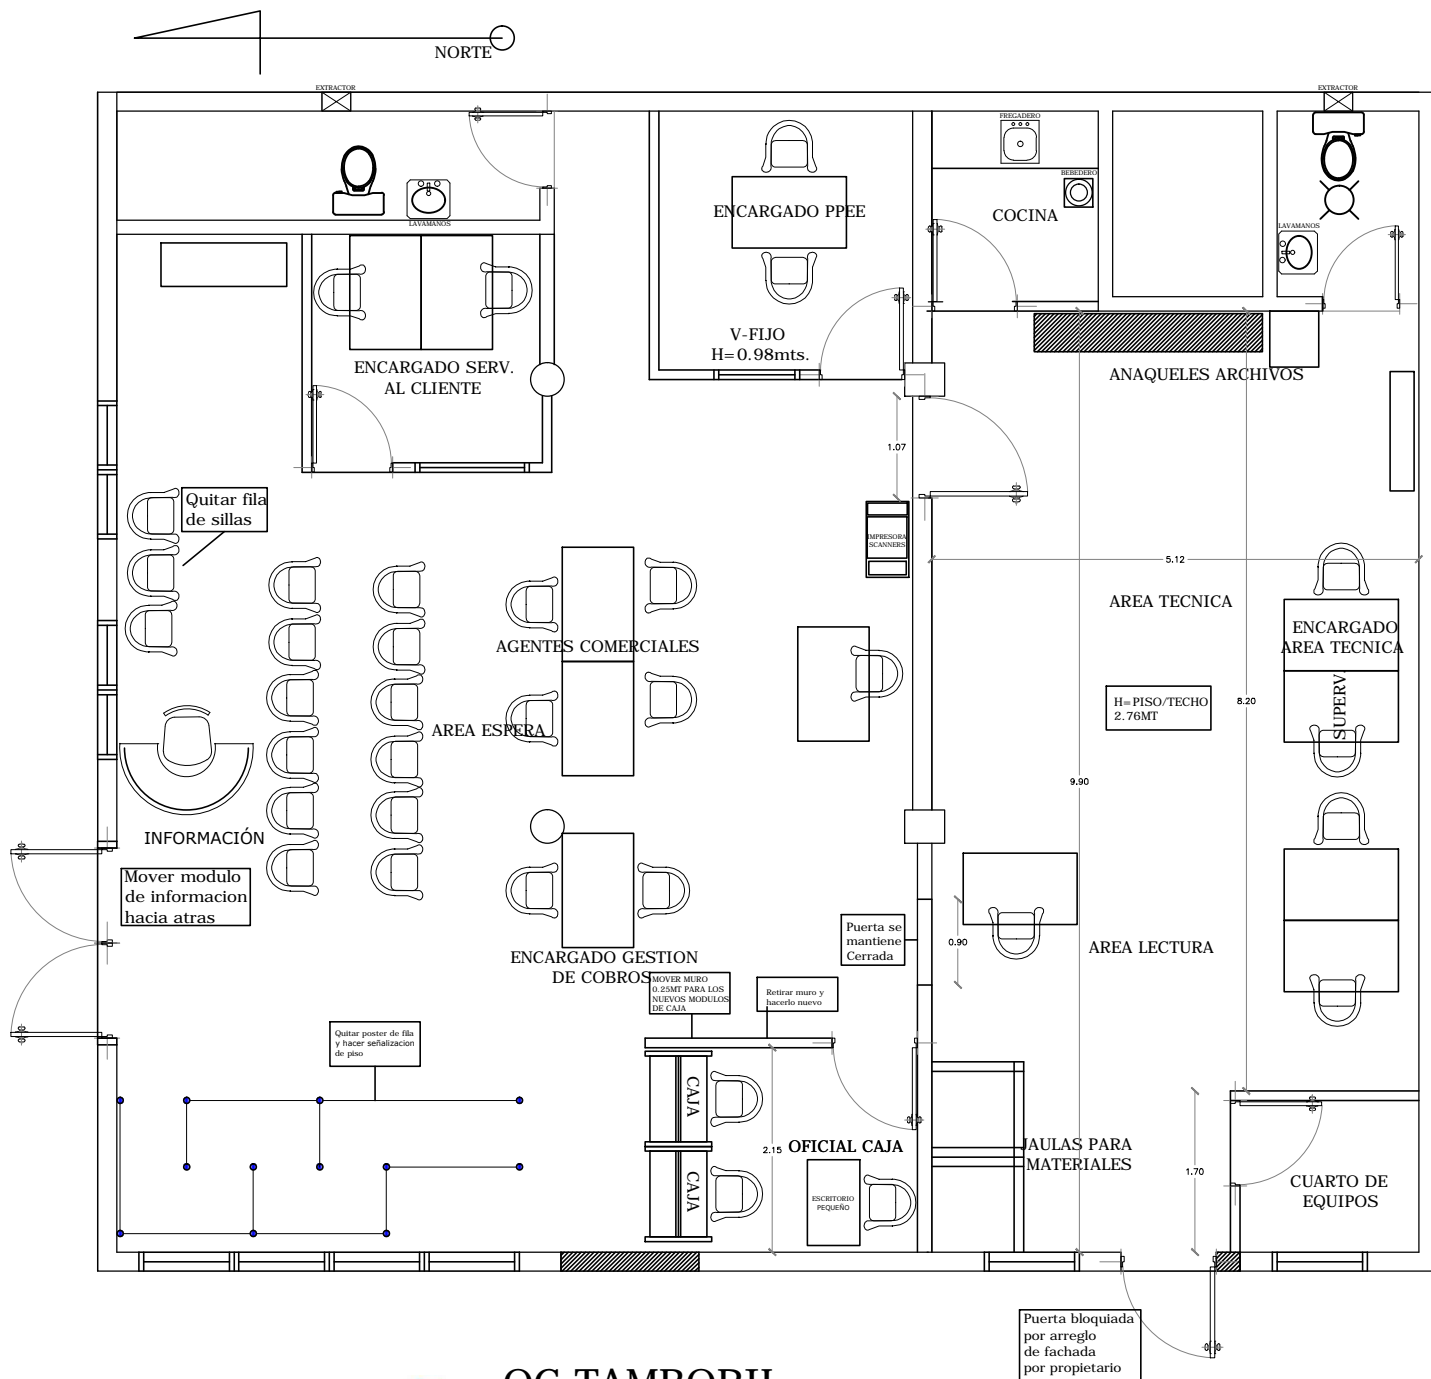 NORTE
EXTRACTOR
EXTRACTOR
FREGADERO
BEBEDERO
COCINA
LAVAMANOS
LAVAMANOS
ENCARGADO PPEE
V-FIJO
H=0.98mts.
ENCARGADO SERV.
AL CLIENTE
ANAQUELES ARCHIVOS
1.07
Quitar fila
de sillas
IMPRESORA
SCANNERS
5.12
AREA TECNICA
ENCARGADO
AREA TECNICA
SUPERV.
AGENTES COMERCIALES
H=PISO/TECHO
2.76MT
8.20
AREA ESPERA
9.90
INFORMACIÓN
Mover modulo
de informacion
hacia atras
Puerta se
mantiene
Cerrada
0.90
AREA LECTURA
ENCARGADO GESTION
DE COBROS
MOVER MURO
0.25MT PARA LOS
NUEVOS MODULOS
DE CAJA
Retirar muro y
hacerlo nuevo
Quitar poster de fila
y hacer señalizacion
de piso
CAJA
CAJA
2.15
OFICIAL CAJA
ESCRITORIO
PEQUEÑO
JAULAS PARA
MATERIALES
1.70
CUARTO DE
EQUIPOS
Puerta bloquiada
por arreglo
de fachada
por propietario
OC TAMBORIL